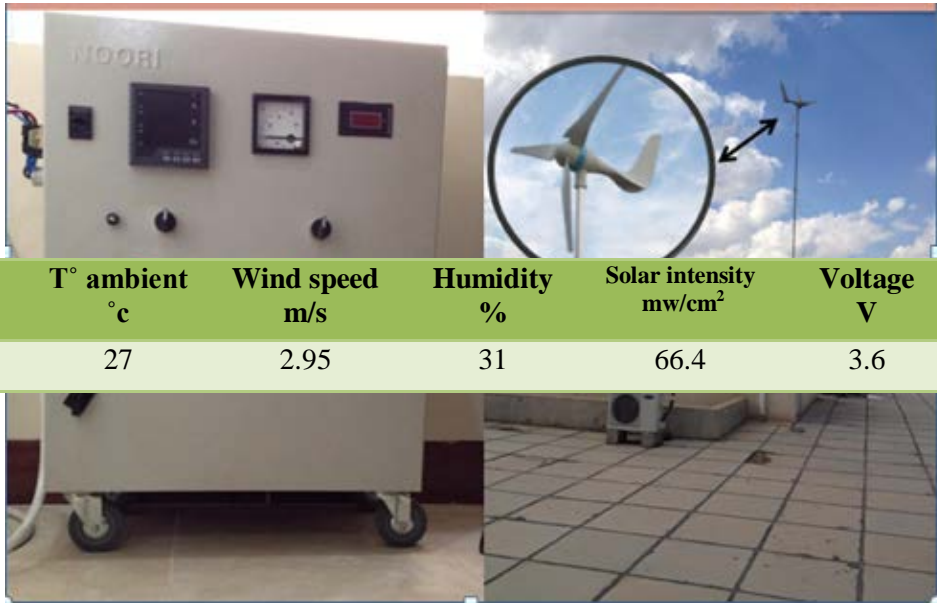 NOORI
T° ambient Wind speed Humidity Solar intensity Voltage
°c m/s % mw/cm² V
27 2.95 31 66.4 3.6